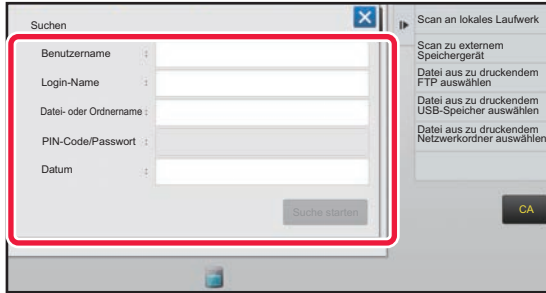 Suchen
Benutzername :
Login-Name :
Datei- oder Ordnername :
PIN-Code/Passwort :
Datum :
Suche starten
Scan an lokales Laufwerk
Scan zu externem
Speichergerät
Datei aus zu druckendem
FTP auswählen
Datei aus zu druckendem
USB-Speicher auswählen
Datei aus zu druckendem
Netzwerkordner auswählen
CA